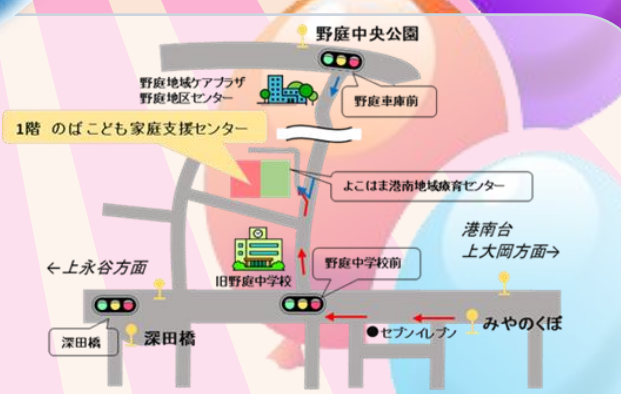 野庭中央公園
野庭地域ケアプラザ
野庭地区センター
野庭車庫前
1階 のばこども家庭支援センター
よこはま港南地域療育センター
港南台
上大岡方面→
←上永谷方面
旧野庭中学校
野庭中学校前
深田橋
深田橋
●セブンイレブン
みやのくぼ